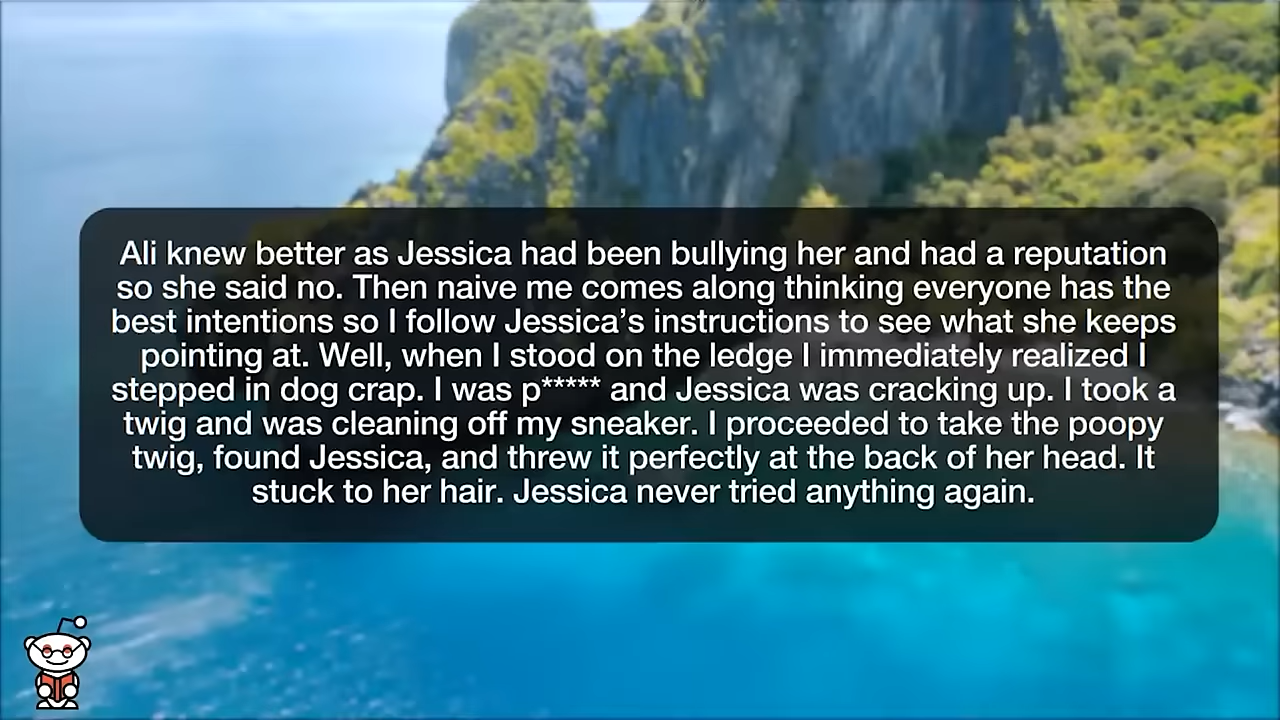 Ali knew better as Jessica had been bullying her and had a reputation
so she said no. Then naive me comes along thinking everyone has the
best intentions so I follow Jessica’s instructions to see what she keeps
pointing at. Well, when I stood on the ledge I immediately realized I
stepped in dog crap. I was p***** and Jessica was cracking up. I took a
twig and was cleaning off my sneaker. I proceeded to take the poopy
twig, found Jessica, and threw it perfectly at the back of her head. It
stuck to her hair. Jessica never tried anything again.